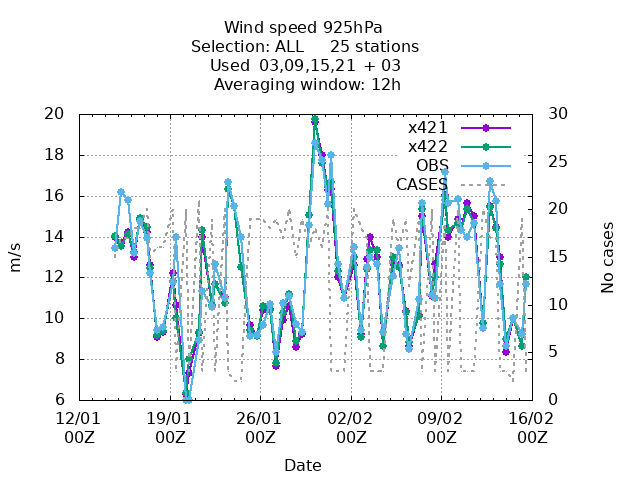 Wind speed 925hPa
Selection: ALL     25 stations
Used  03,09,15,21 + 03
Averaging window: 12h
20 30
x421
x422
OBS
CASES
18 25
16 20
14
12 15
10 10
8 5
6 0
m/s
No cases
12/01 19/01 26/01 02/02 09/02 16/02
00Z 00Z 00Z 00Z 00Z 00Z
Date